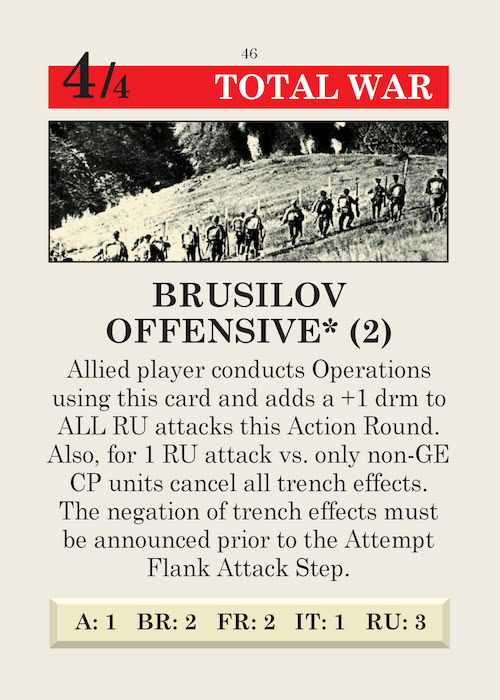 46
4/4
TOTAL WAR
BRUSILOV
OFFENSIVE* (2)
Allied player conducts Operations
using this card and adds a +1 drm to
ALL RU attacks this Action Round.
Also, for 1 RU attack vs. only non-GE
CP units cancel all trench effects.
The negation of trench effects must
be announced prior to the Attempt
Flank Attack Step.
A: 1 BR: 2 FR: 2 IT: 1 RU: 3